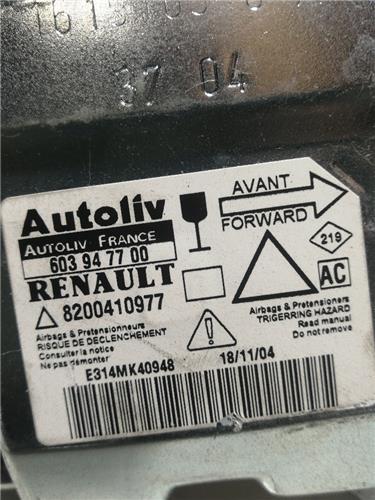 37 04
Autoliv
AUTOLIV FRANCE
603 94 77 00
RENAULT
8200410977
Airbags & Pretensionneurs
RISQUE DE DECLENCHEMENT
Consulter la notice
Ne pas démonter
E314MK40948
AVANT
FORWARD
219
AC
Airbags & Pretensioners
TRIGERRING HAZARD
Read manual
Do not remove
18/11/04